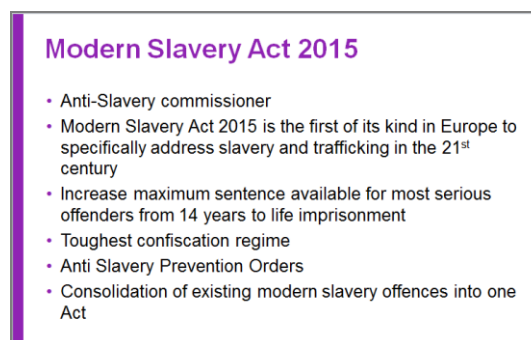 Modern Slavery Act 2015
• Anti-Slavery commissioner
• Modern Slavery Act 2015 is the first of its kind in Europe to
specifically address slavery and trafficking in the 21st
century
• Increase maximum sentence available for most serious
offenders from 14 years to life imprisonment
• Toughest confiscation regime
• Anti Slavery Prevention Orders
• Consolidation of existing modern slavery offences into one
Act